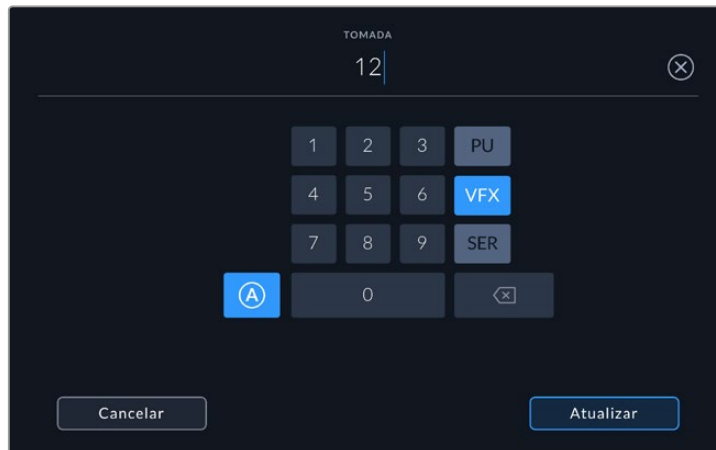 TOMADA
12
1 2 3 PU
4 5 6 VFX
7 8 9 SER
A 0
Cancelar Atualizar